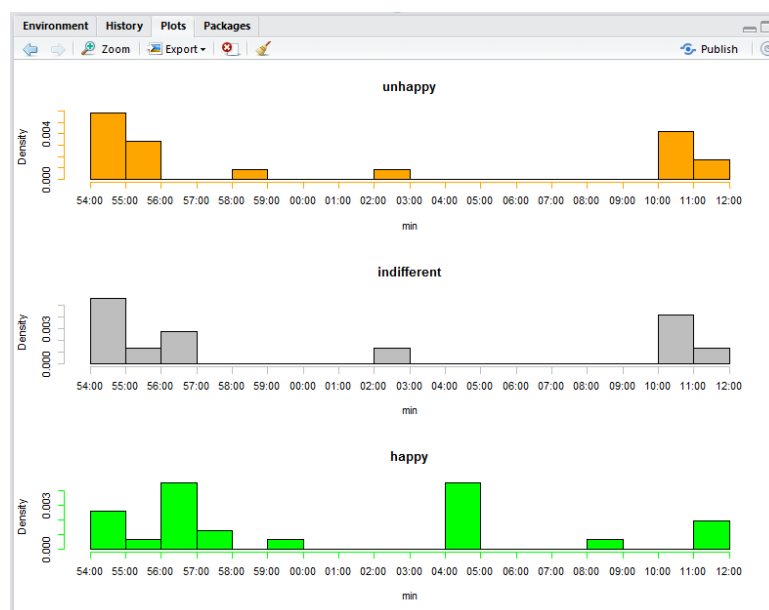 Environment History Plots Packages
Zoom Export Publish
unhappy
Density
0.004
0.000
54:00 55:00 56:00 57:00 58:00 59:00 00:00 01:00 02:00 03:00 04:00 05:00 06:00 07:00 08:00 09:00 10:00 11:00 12:00
min
indifferent
Density
0.003
0.000
54:00 55:00 56:00 57:00 58:00 59:00 00:00 01:00 02:00 03:00 04:00 05:00 06:00 07:00 08:00 09:00 10:00 11:00 12:00
min
happy
Density
0.003
0.000
54:00 55:00 56:00 57:00 58:00 59:00 00:00 01:00 02:00 03:00 04:00 05:00 06:00 07:00 08:00 09:00 10:00 11:00 12:00
min